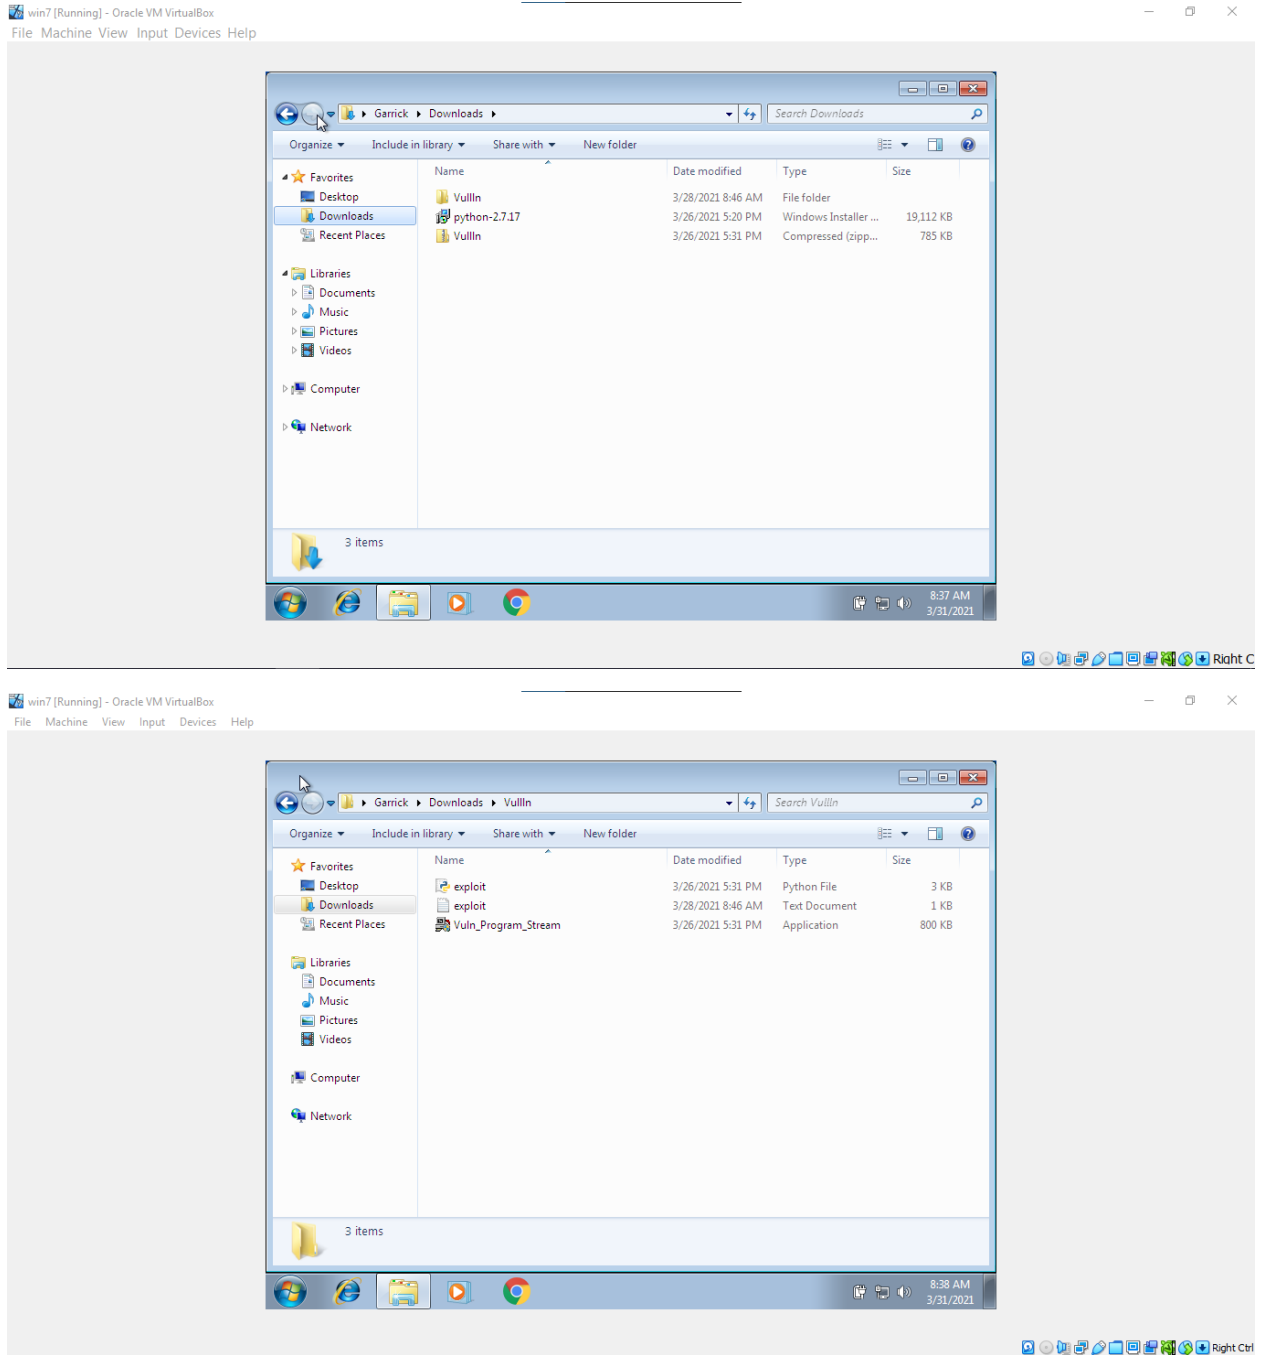 win7 [Running] - Oracle VM VirtualBox
File Machine View Input Devices Help
Garrick Downloads
Search Downloads
Organize Include in library Share with New folder
Name Date modified Type Size
Favorites
Desktop
Downloads
Recent Places
Libraries
Documents
Music
Pictures
Videos
Computer
Network
VulIn 3/28/2021 8:46 AM File folder
python-2.7.17 3/26/2021 5:20 PM Windows Installer ... 19,112 KB
VulIn 3/26/2021 5:31 PM Compressed (zipp... 785 KB
3 items
8:37 AM
3/31/2021
Right C
win7 [Running] - Oracle VM VirtualBox
File Machine View Input Devices Help
Garrick Downloads VulIn
Search VulIn
Organize Include in library Share with New folder
Name Date modified Type Size
Favorites
Desktop
Downloads
Recent Places
Libraries
Documents
Music
Pictures
Videos
Computer
Network
exploit 3/26/2021 5:31 PM Python File 3 KB
exploit 3/28/2021 8:46 AM Text Document 1 KB
Vuln_Program_Stream 3/26/2021 5:31 PM Application 800 KB
3 items
8:38 AM
3/31/2021
Right Ctrl